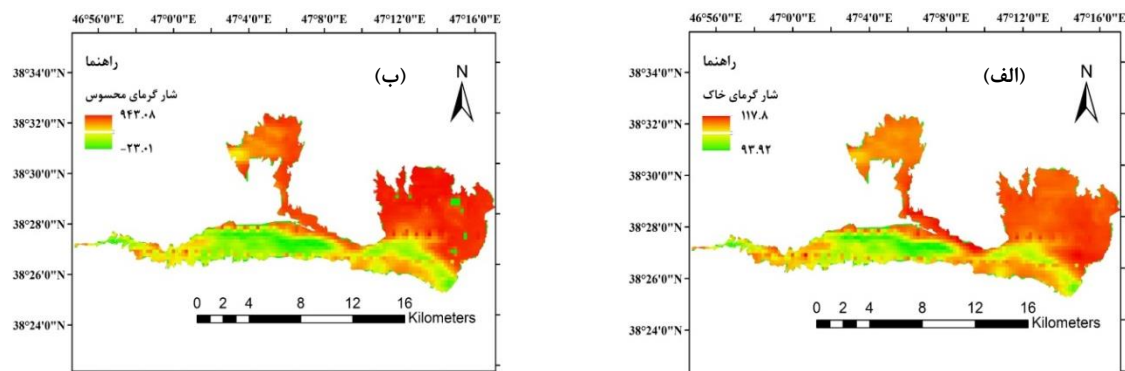 46°56'0"E 47°0'0"E 47°4'0"E 47°8'0"E 47°12'0"E 47°16'0"E
راهنما
(الف)
N
شار گرمای خاک
۱۱۷.۸
۹۳.۹۲
38°34'0"N
38°32'0"N
38°30'0"N
38°28'0"N
38°26'0"N
38°24'0"N
0 2 4 8 12 16
Kilometers
46°56'0"E 47°0'0"E 47°4'0"E 47°8'0"E 47°12'0"E 47°16'0"E
راهنما
(ب)
N
شار گرمای محسوس
۹۴۳.۰۸
-۲۳.۰۱
38°34'0"N
38°32'0"N
38°30'0"N
38°28'0"N
38°26'0"N
38°24'0"N
0 2 4 8 12 16
Kilometers